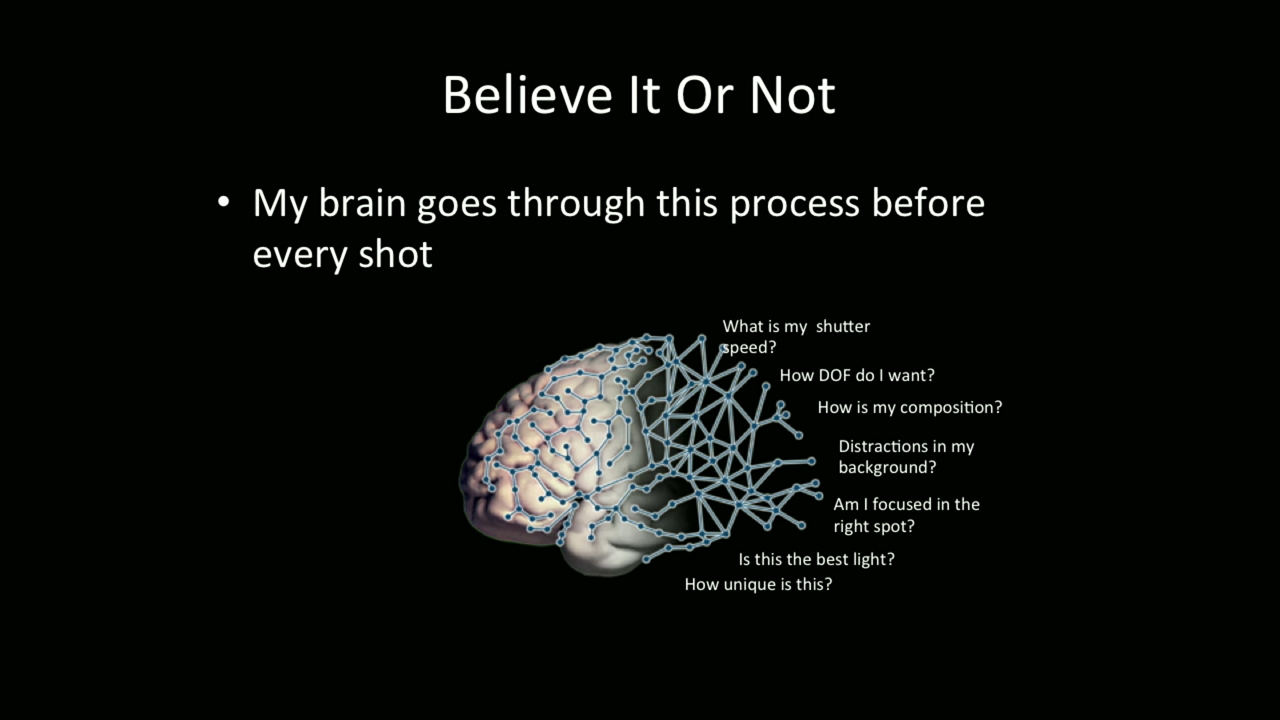 Believe It Or Not
• My brain goes through this process before
every shot
What is my  shutter
speed?
How DOF do I want?
How is my composition?
Distractions in my
background?
Am I focused in the
right spot?
Is this the best light?
How unique is this?